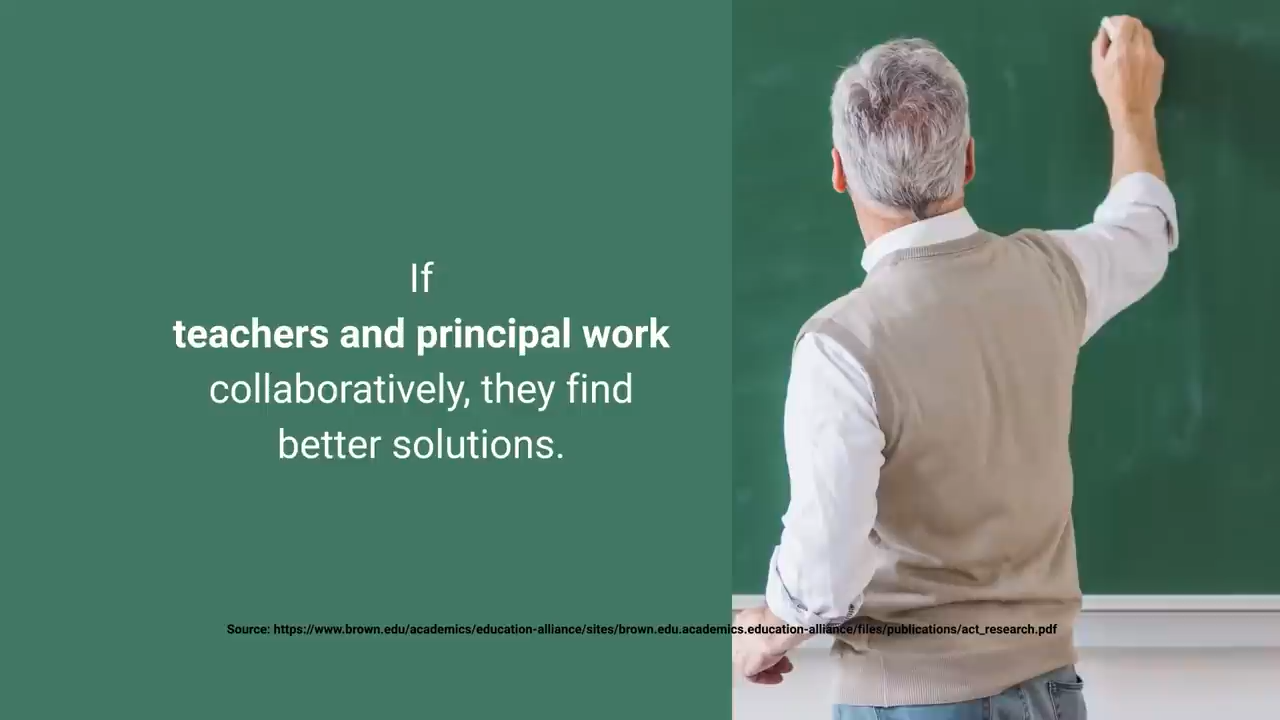 If
teachers and principal work
collaboratively, they find
better solutions.
Source: https://www.brown.edu/academics/education-alliance/sites/brown.edu.academics.education-alliance/files/publications/act_research.pdf